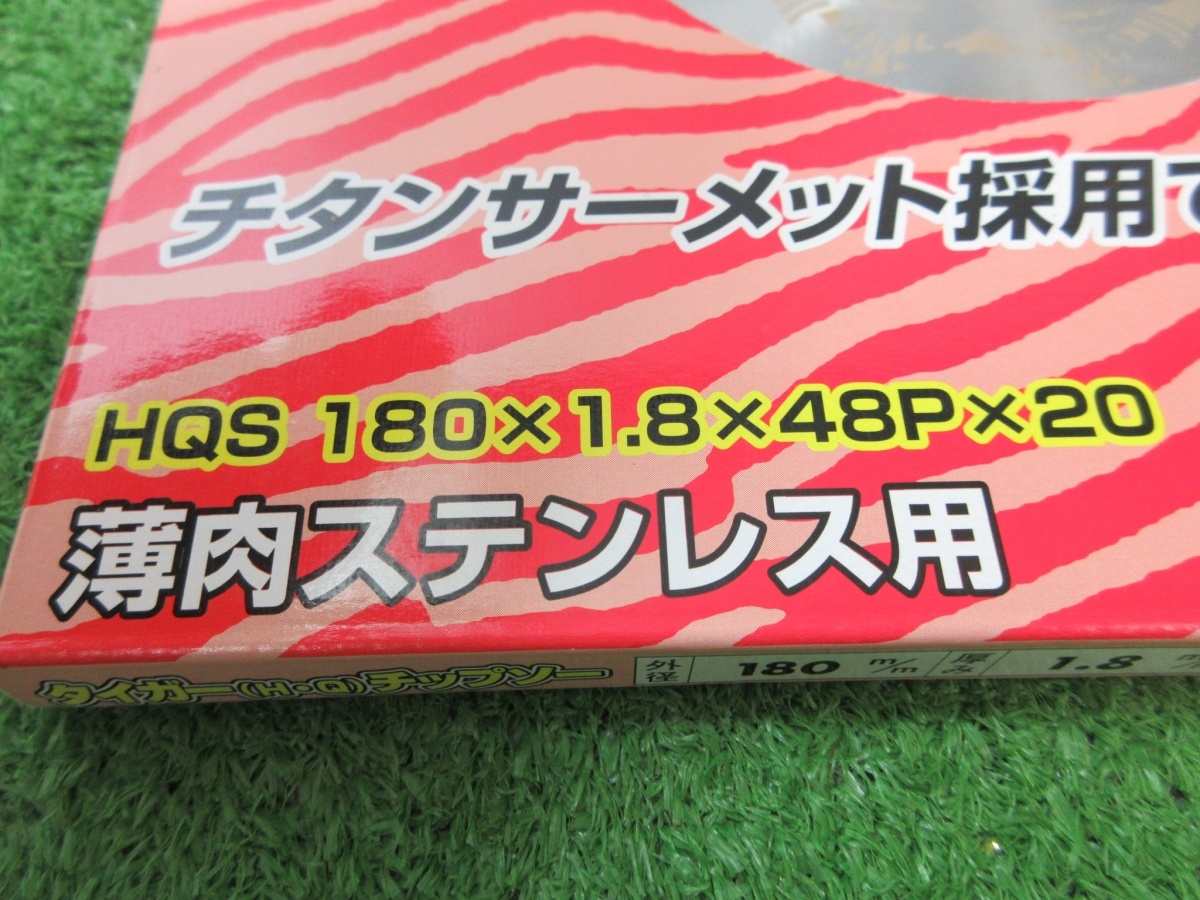 チタンサーメット採用で
HQS 180×1.8×48P×20
薄肉ステンレス用
タイガー(H・Q)チップソー 外径 180 m/m 厚み 1.8